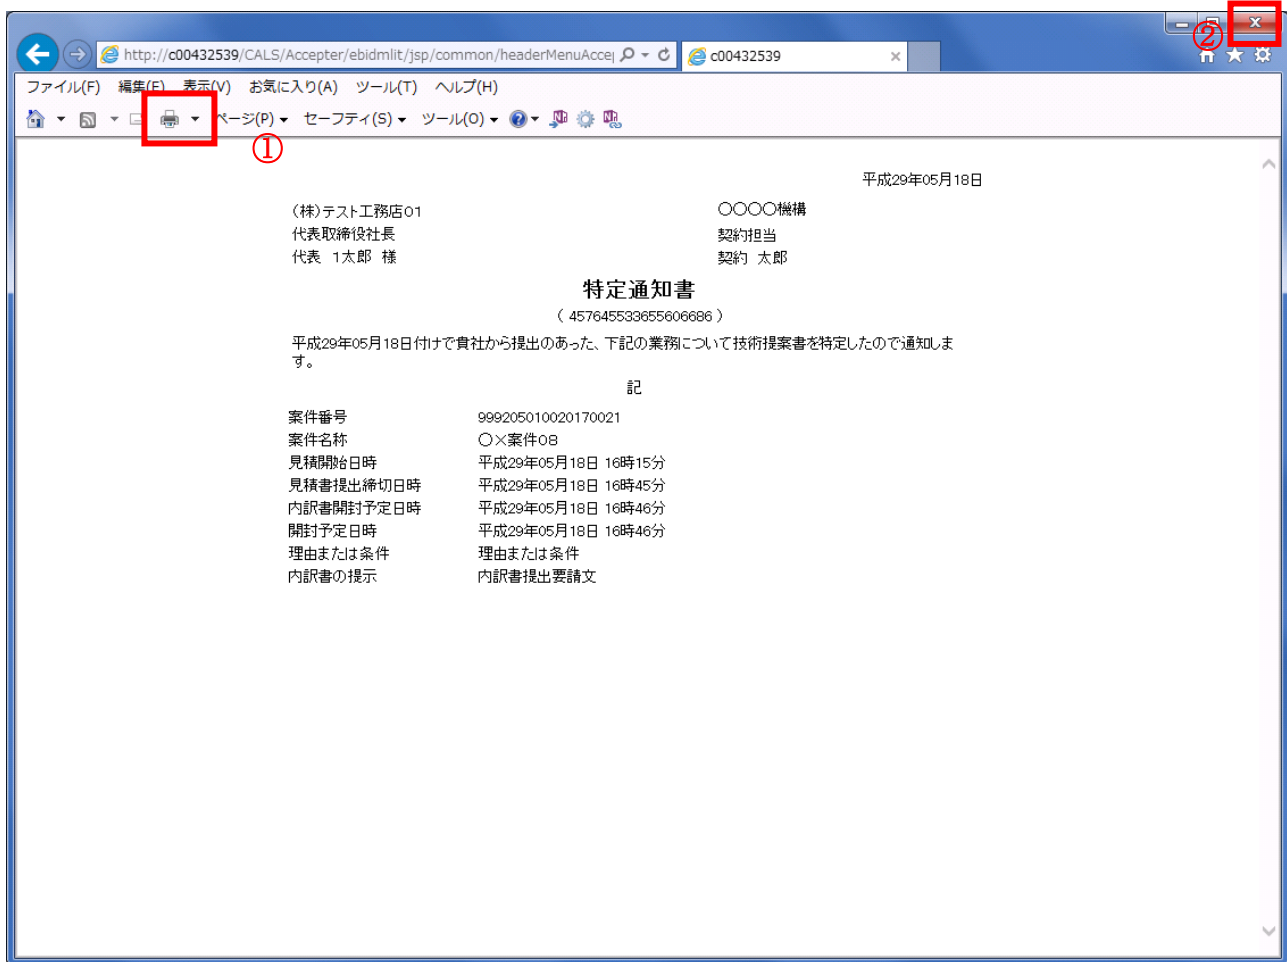 ②
http://c00432539/CALS/Accepter/ebidmlit/jsp/common/headerMenuAccep
c00432539
ファイル(F) 編集(E) 表示(V) お気に入り(A) ツール(T) ヘルプ(H)
ページ(P) セーフティ(S) ツール(O)
①
平成29年05月18日
(株)テスト工務店01
○○○○機構
代表取締役社長
契約担当
代表 1太郎 様
契約 太郎
特定通知書
( 457645533655606686 )
平成29年05月18日付けで貴社から提出のあった、下記の業務について技術提案書を特定したので通知しま
す。
記
案件番号 999205010020170021
案件名称 ○×案件08
見積開始日時 平成29年05月18日 16時15分
見積書提出締切日時 平成29年05月18日 16時45分
内訳書開封予定日時 平成29年05月18日 16時46分
開封予定日時 平成29年05月18日 16時46分
理由または条件 理由または条件
内訳書の提示 内訳書提出要請文